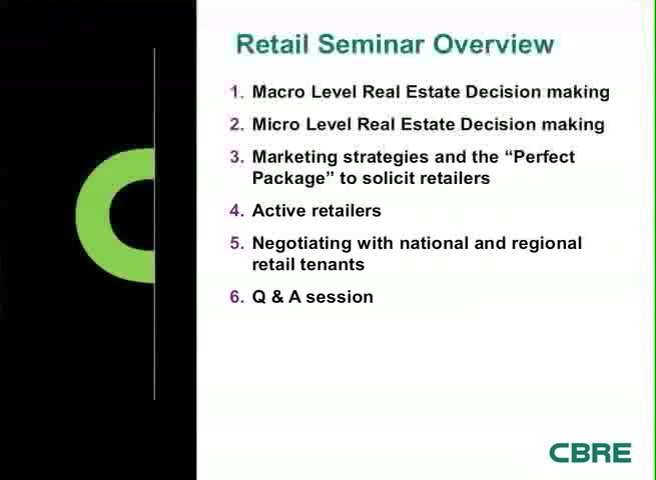 Retail Seminar Overview
1. Macro Level Real Estate Decision making
2. Micro Level Real Estate Decision making
3. Marketing strategies and the “Perfect
Package” to solicit retailers
4. Active retailers
5. Negotiating with national and regional
retail tenants
6. Q & A session
CBRE